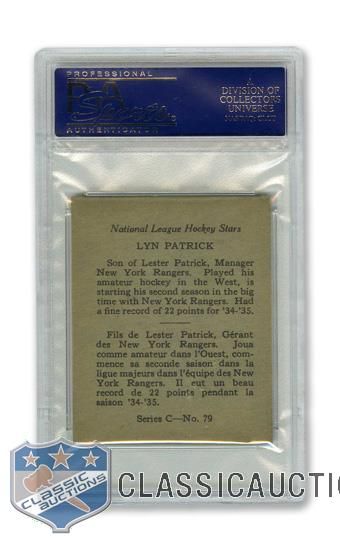 PROFESSIONAL
PSA
Sports
AUTHENTICATOR
A
DIVISION OF
COLLECTORS
UNIVERSE
NASDAQ: CLCT
National League Hockey Stars
LYN PATRICK
Son of Lester Patrick, Manager
New York Rangers. Played his
amateur hockey in the West, is
starting his second season in the big
time with New York Rangers. Had
a fine record of 22 points for '34-'35.
Fils de Lester Patrick, Gérant
des New York Rangers. Joua
comme amateur dans l'Ouest, com-
mence sa seconde saison dans la
ligue majeurs dans l'équipe des New
York Rangers. Il eut un beau
record de 22 points pendant la
saison '34-'35.
Series C—No. 79
CLASSIC
AUCTIONS
CLASSICAUCTIO